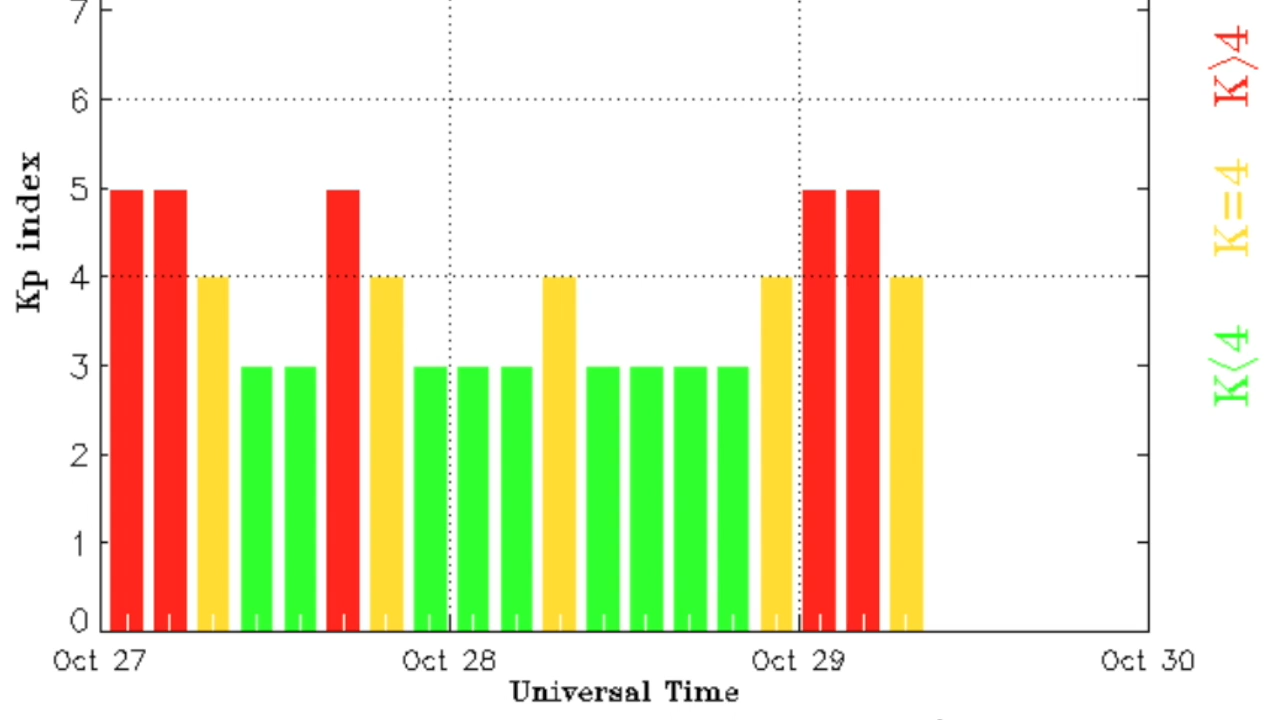 7
6
5
4
3
2
1
0
Kp index
Oct 27
Oct 28
Oct 29
Oct 30
Universal Time
K>4
K=4
K<4